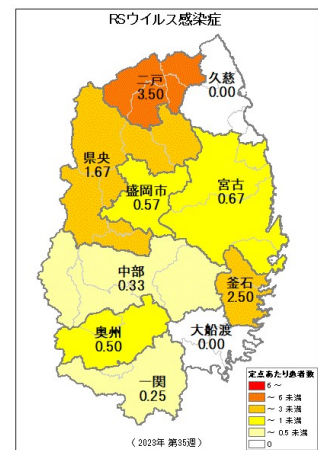 RSウイルス感染症
二戸
3.50
久慈
0.00
県央
1.67
盛岡市
0.57
宮古
0.67
中部
0.33
釜石
2.50
奥州
0.50
大船渡
0.00
一関
0.25
定点あたり患者数
6 ～
～ 6 未満
～ 3 未満
～ 1 未満
～ 0.5 未満
0
（2023年 第35週）